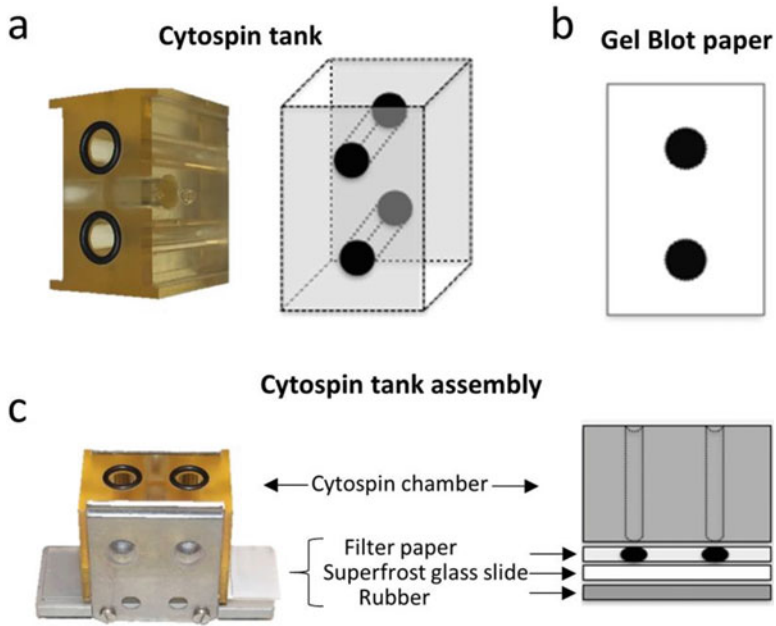 a
Cytospin tank
b
Gel Blot paper
Cytospin tank assembly
c
Cytospin chamber
Filter paper
Superfrost glass slide
Rubber